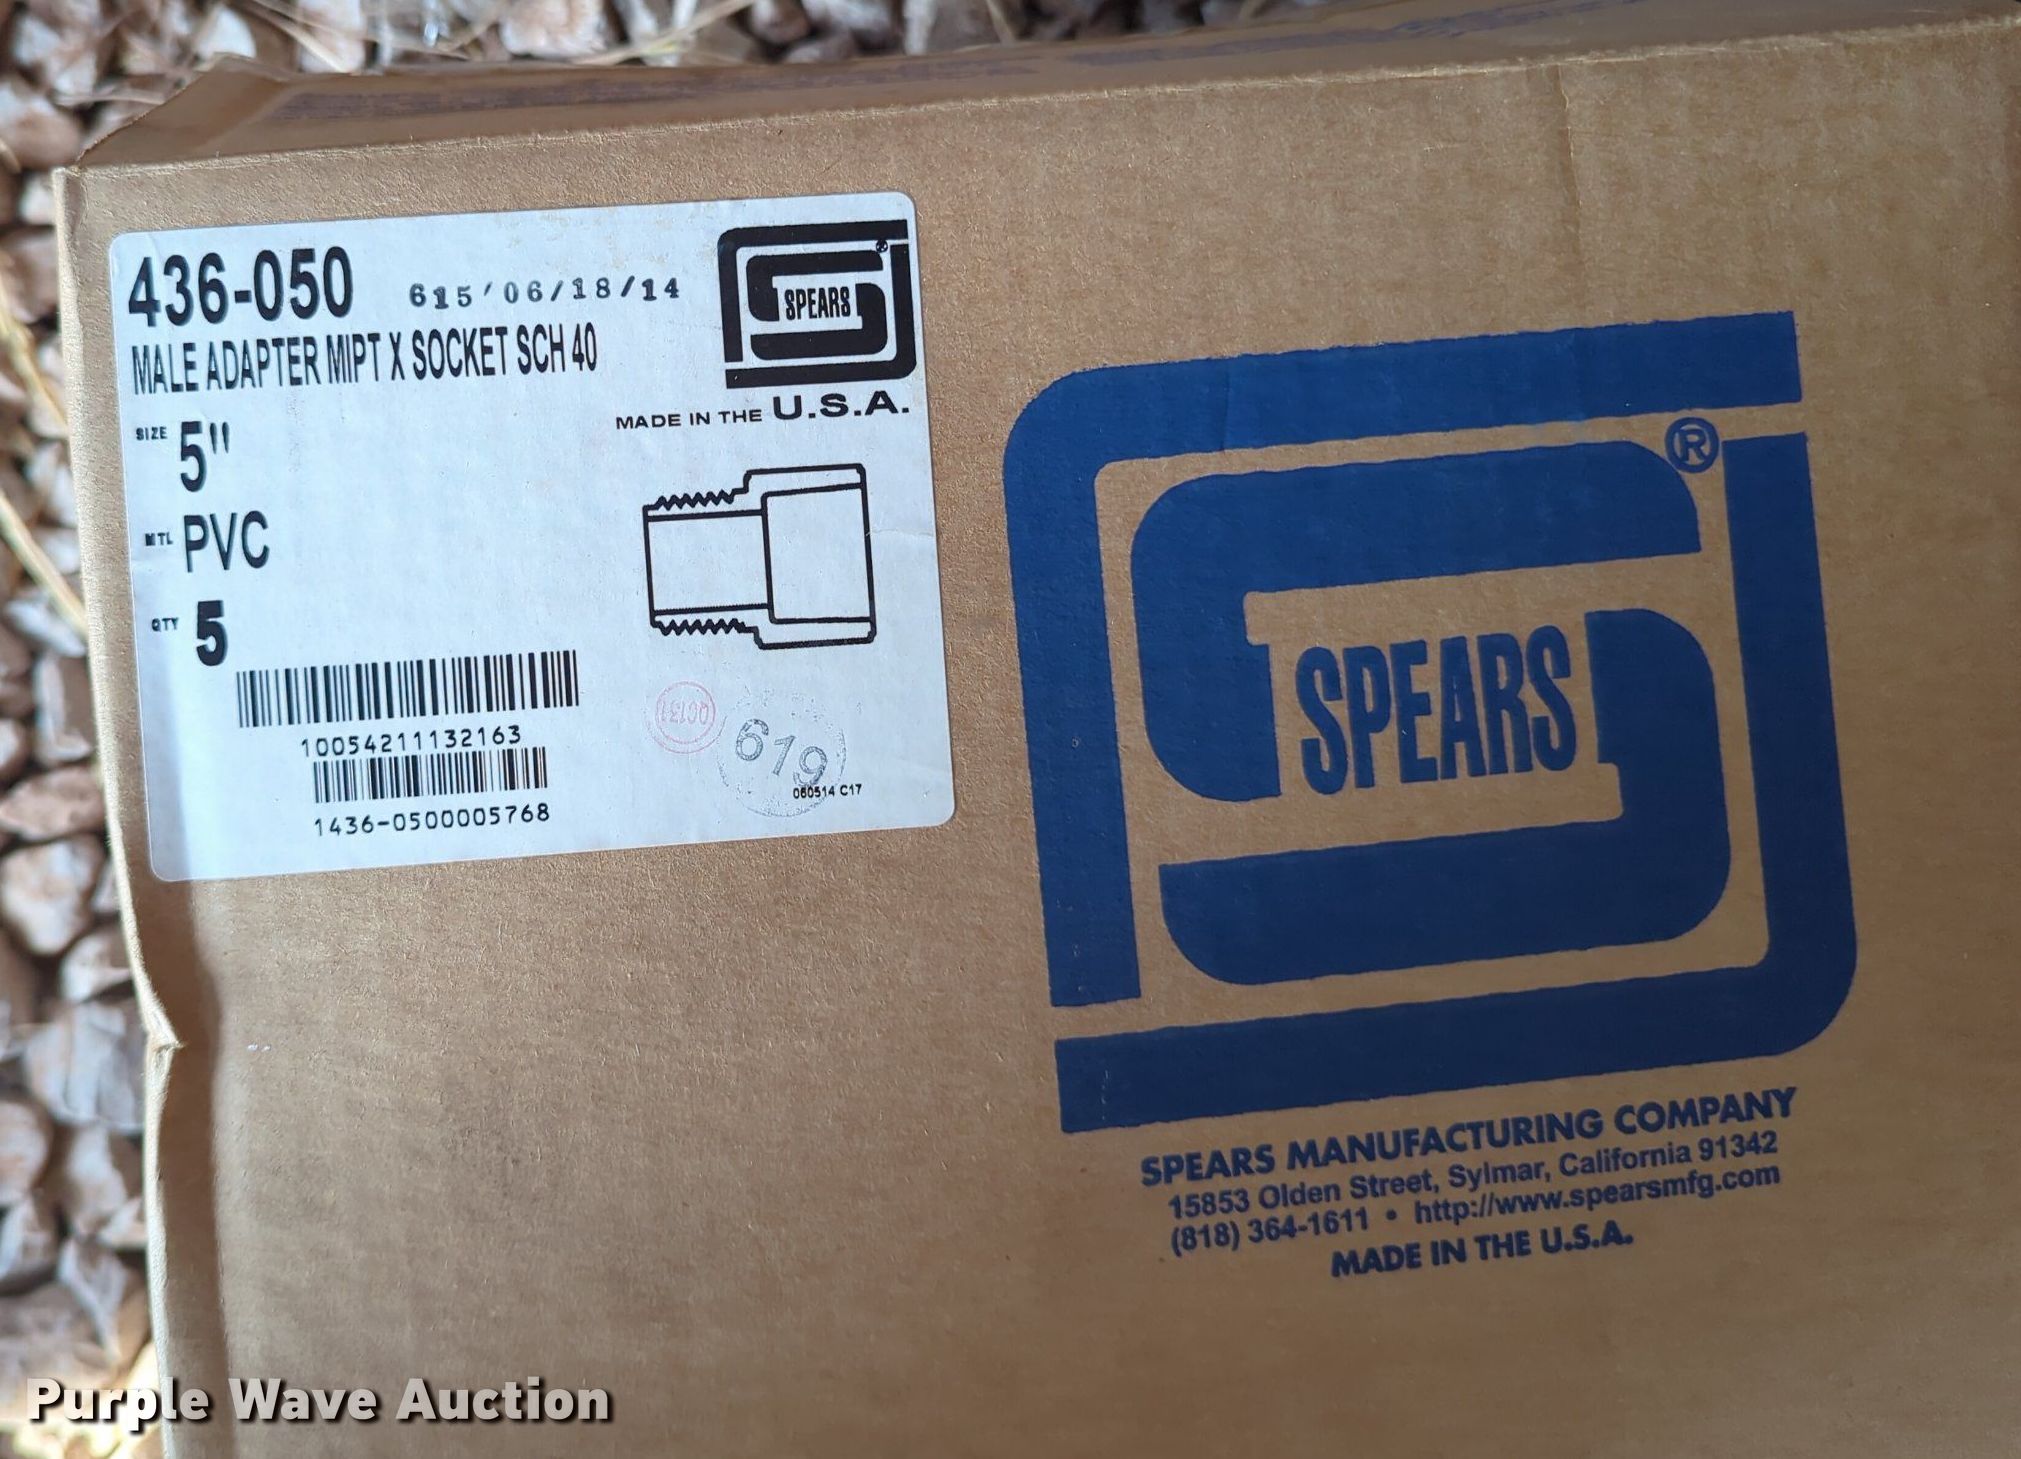 436-050 615'06/18/14
MALE ADAPTER MIPT X SOCKET SCH 40
SPEARS
®
MADE IN THE U.S.A.
SIZE 5"
MTL PVC
QTY 5
10054211132163
1436-0500005768
QC131
619
060514 C17
SPEARS
®
SPEARS MANUFACTURING COMPANY
15853 Olden Street, Sylmar, California 91342
(818) 364-1611 • http://www.spearsmfg.com
MADE IN THE U.S.A.
Purple Wave Auction